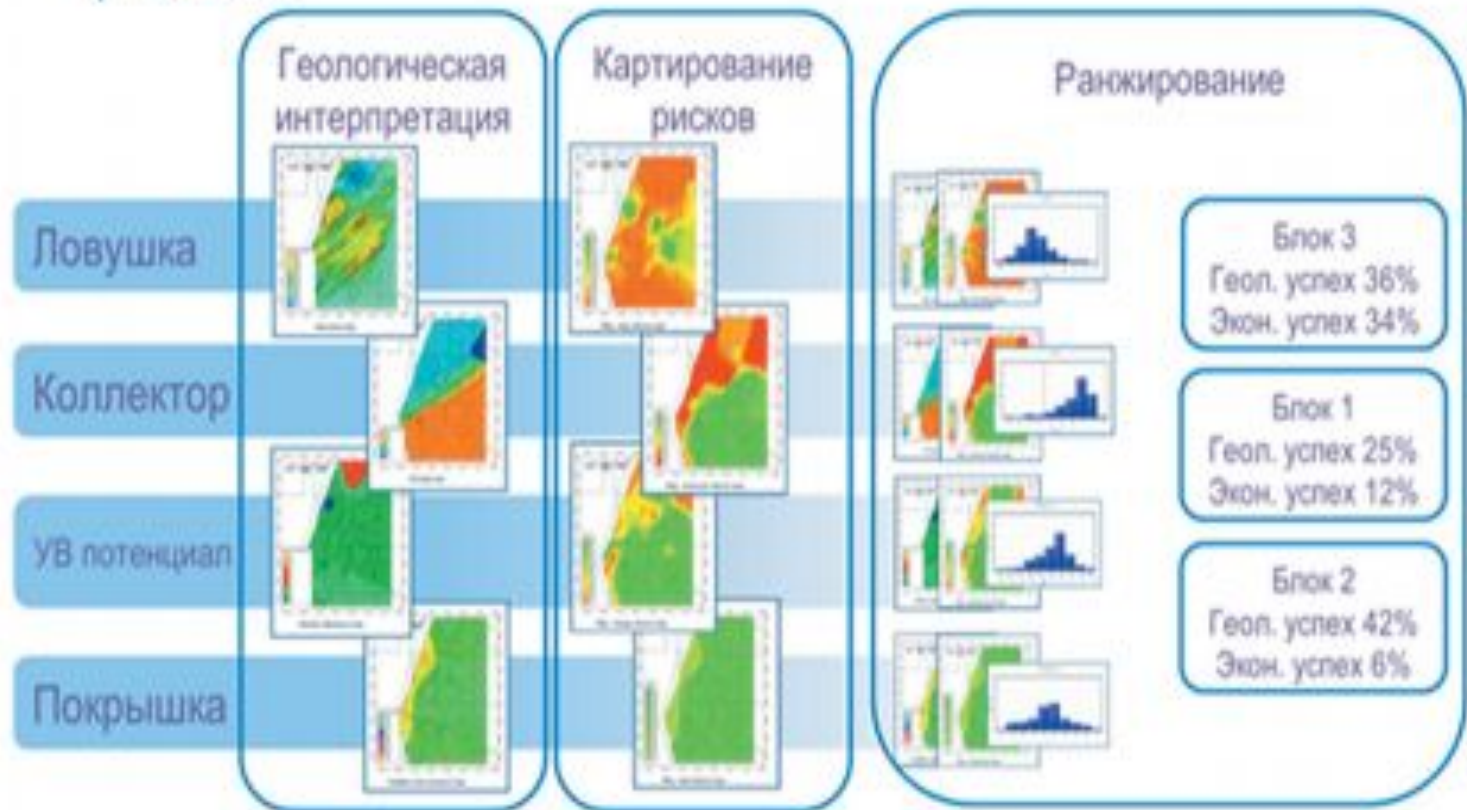 Геологическая
интерпретация
Картирование
рисков
Ранжирование
Ловушка
Коллектор
УВ потенциал
Покрышка
Блок 3
Геол. успех 36%
Экон. успех 34%
Блок 1
Геол. успех 25%
Экон. успех 12%
Блок 2
Геол. успех 42%
Экон. успех 6%